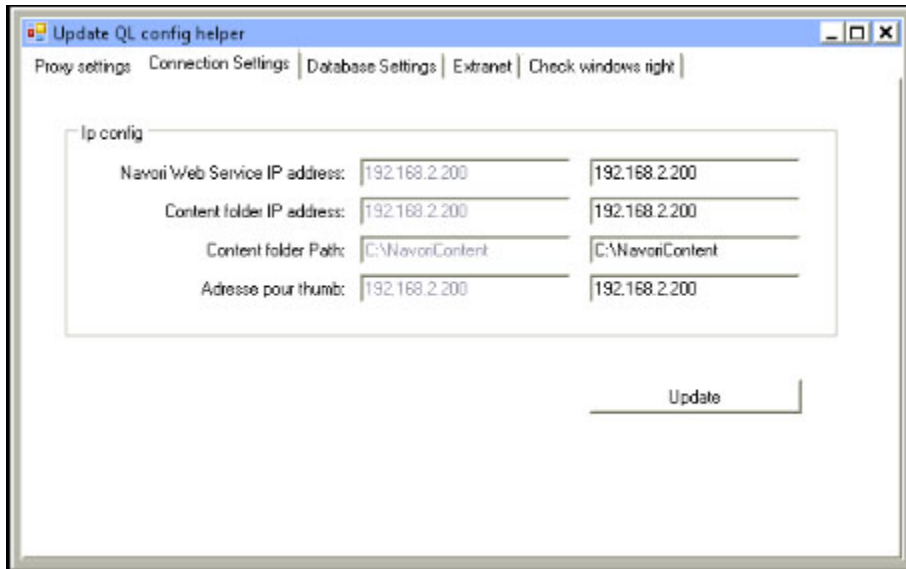 Update QL config helper
Proxy settings Connection Settings Database Settings Extranet Check windows right
Ip config
Navori Web Service IP address: 192.168.2.200 192.168.2.200
Content folder IP address: 192.168.2.200 192.168.2.200
Content folder Path: C:\NavoriContent C:\NavoriContent
Adresse pour thumb: 192.168.2.200 192.168.2.200
Update